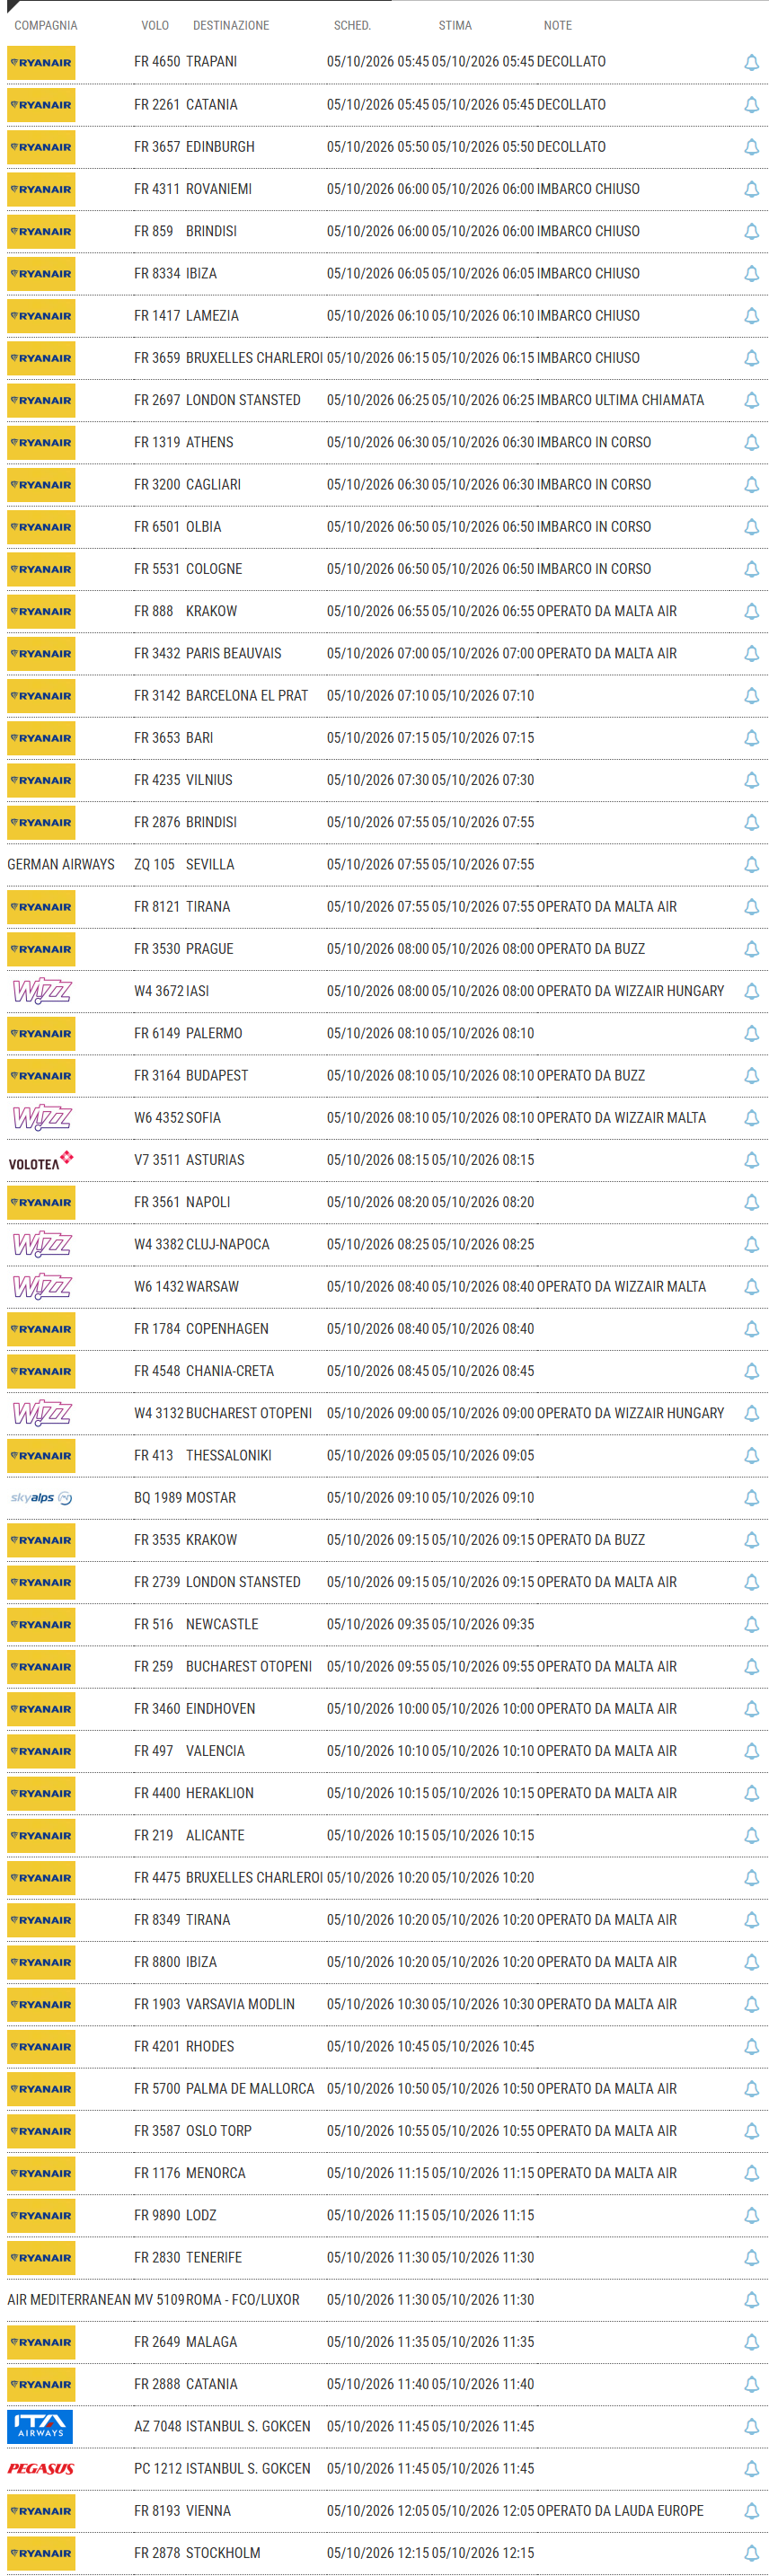 COMPAGNIA VOLO DESTINAZIONE SCHED. STIMA NOTE
RYANAIR FR 4650 TRAPANI 05/10/2026 05:45 05/10/2026 05:45 DECOLLATO
RYANAIR FR 2261 CATANIA 05/10/2026 05:45 05/10/2026 05:45 DECOLLATO
RYANAIR FR 3657 EDINBURGH 05/10/2026 05:50 05/10/2026 05:50 DECOLLATO
RYANAIR FR 4311 ROVANIEMI 05/10/2026 06:00 05/10/2026 06:00 IMBARCO CHIUSO
RYANAIR FR 859 BRINDISI 05/10/2026 06:00 05/10/2026 06:00 IMBARCO CHIUSO
RYANAIR FR 8334 IBIZA 05/10/2026 06:05 05/10/2026 06:05 IMBARCO CHIUSO
RYANAIR FR 1417 LAMEZIA 05/10/2026 06:10 05/10/2026 06:10 IMBARCO CHIUSO
RYANAIR FR 3659 BRUXELLES CHARLEROI 05/10/2026 06:15 05/10/2026 06:15 IMBARCO CHIUSO
RYANAIR FR 2697 LONDON STANSTED 05/10/2026 06:25 05/10/2026 06:25 IMBARCO ULTIMA CHIAMATA
RYANAIR FR 1319 ATHENS 05/10/2026 06:30 05/10/2026 06:30 IMBARCO IN CORSO
RYANAIR FR 3200 CAGLIARI 05/10/2026 06:30 05/10/2026 06:30 IMBARCO IN CORSO
RYANAIR FR 6501 OLBIA 05/10/2026 06:50 05/10/2026 06:50 IMBARCO IN CORSO
RYANAIR FR 5531 COLOGNE 05/10/2026 06:50 05/10/2026 06:50 IMBARCO IN CORSO
RYANAIR FR 888 KRAKOW 05/10/2026 06:55 05/10/2026 06:55 OPERATO DA MALTA AIR
RYANAIR FR 3432 PARIS BEAUVAIS 05/10/2026 07:00 05/10/2026 07:00 OPERATO DA MALTA AIR
RYANAIR FR 3142 BARCELONA EL PRAT 05/10/2026 07:10 05/10/2026 07:10
RYANAIR FR 3653 BARI 05/10/2026 07:15 05/10/2026 07:15
RYANAIR FR 4235 VILNIUS 05/10/2026 07:30 05/10/2026 07:30
RYANAIR FR 2876 BRINDISI 05/10/2026 07:55 05/10/2026 07:55
GERMAN AIRWAYS ZQ 105 SEVILLA 05/10/2026 07:55 05/10/2026 07:55
RYANAIR FR 8121 TIRANA 05/10/2026 07:55 05/10/2026 07:55 OPERATO DA MALTA AIR
RYANAIR FR 3530 PRAGUE 05/10/2026 08:00 05/10/2026 08:00 OPERATO DA BUZZ
WIZZ W4 3672 IASI 05/10/2026 08:00 05/10/2026 08:00 OPERATO DA WIZZAIR HUNGARY
RYANAIR FR 6149 PALERMO 05/10/2026 08:10 05/10/2026 08:10
RYANAIR FR 3164 BUDAPEST 05/10/2026 08:10 05/10/2026 08:10 OPERATO DA BUZZ
WIZZ W6 4352 SOFIA 05/10/2026 08:10 05/10/2026 08:10 OPERATO DA WIZZAIR MALTA
VOLOTEA V7 3511 ASTURIAS 05/10/2026 08:15 05/10/2026 08:15
RYANAIR FR 3561 NAPOLI 05/10/2026 08:20 05/10/2026 08:20
WIZZ W4 3382 CLUJ-NAPOCA 05/10/2026 08:25 05/10/2026 08:25
WIZZ W6 1432 WARSAW 05/10/2026 08:40 05/10/2026 08:40 OPERATO DA WIZZAIR MALTA
RYANAIR FR 1784 COPENHAGEN 05/10/2026 08:40 05/10/2026 08:40
RYANAIR FR 4548 CHANIA-CRETA 05/10/2026 08:45 05/10/2026 08:45
WIZZ W4 3132 BUCHAREST OTOPENI 05/10/2026 09:00 05/10/2026 09:00 OPERATO DA WIZZAIR HUNGARY
RYANAIR FR 413 THESSALONIKI 05/10/2026 09:05 05/10/2026 09:05
skyalps BQ 1989 MOSTAR 05/10/2026 09:10 05/10/2026 09:10
RYANAIR FR 3535 KRAKOW 05/10/2026 09:15 05/10/2026 09:15 OPERATO DA BUZZ
RYANAIR FR 2739 LONDON STANSTED 05/10/2026 09:15 05/10/2026 09:15 OPERATO DA MALTA AIR
RYANAIR FR 516 NEWCASTLE 05/10/2026 09:35 05/10/2026 09:35
RYANAIR FR 259 BUCHAREST OTOPENI 05/10/2026 09:55 05/10/2026 09:55 OPERATO DA MALTA AIR
RYANAIR FR 3460 EINDHOVEN 05/10/2026 10:00 05/10/2026 10:00 OPERATO DA MALTA AIR
RYANAIR FR 497 VALENCIA 05/10/2026 10:10 05/10/2026 10:10 OPERATO DA MALTA AIR
RYANAIR FR 4400 HERAKLION 05/10/2026 10:15 05/10/2026 10:15 OPERATO DA MALTA AIR
RYANAIR FR 219 ALICANTE 05/10/2026 10:15 05/10/2026 10:15
RYANAIR FR 4475 BRUXELLES CHARLEROI 05/10/2026 10:20 05/10/2026 10:20
RYANAIR FR 8349 TIRANA 05/10/2026 10:20 05/10/2026 10:20 OPERATO DA MALTA AIR
RYANAIR FR 8800 IBIZA 05/10/2026 10:20 05/10/2026 10:20 OPERATO DA MALTA AIR
RYANAIR FR 1903 VARSAVIA MODLIN 05/10/2026 10:30 05/10/2026 10:30 OPERATO DA MALTA AIR
RYANAIR FR 4201 RHODES 05/10/2026 10:45 05/10/2026 10:45
RYANAIR FR 5700 PALMA DE MALLORCA 05/10/2026 10:50 05/10/2026 10:50 OPERATO DA MALTA AIR
RYANAIR FR 3587 OSLO TORP 05/10/2026 10:55 05/10/2026 10:55 OPERATO DA MALTA AIR
RYANAIR FR 1176 MENORCA 05/10/2026 11:15 05/10/2026 11:15 OPERATO DA MALTA AIR
RYANAIR FR 9890 LODZ 05/10/2026 11:15 05/10/2026 11:15
RYANAIR FR 2830 TENERIFE 05/10/2026 11:30 05/10/2026 11:30
AIR MEDITERRANEAN MV 5109 ROMA - FCO/LUXOR 05/10/2026 11:30 05/10/2026 11:30
RYANAIR FR 2649 MALAGA 05/10/2026 11:35 05/10/2026 11:35
RYANAIR FR 2888 CATANIA 05/10/2026 11:40 05/10/2026 11:40
ITA AIRWAYS AZ 7048 ISTANBUL S. GOKCEN 05/10/2026 11:45 05/10/2026 11:45
PEGASUS PC 1212 ISTANBUL S. GOKCEN 05/10/2026 11:45 05/10/2026 11:45
RYANAIR FR 8193 VIENNA 05/10/2026 12:05 05/10/2026 12:05 OPERATO DA LAUDA EUROPE
RYANAIR FR 2878 STOCKHOLM 05/10/2026 12:15 05/10/2026 12:15